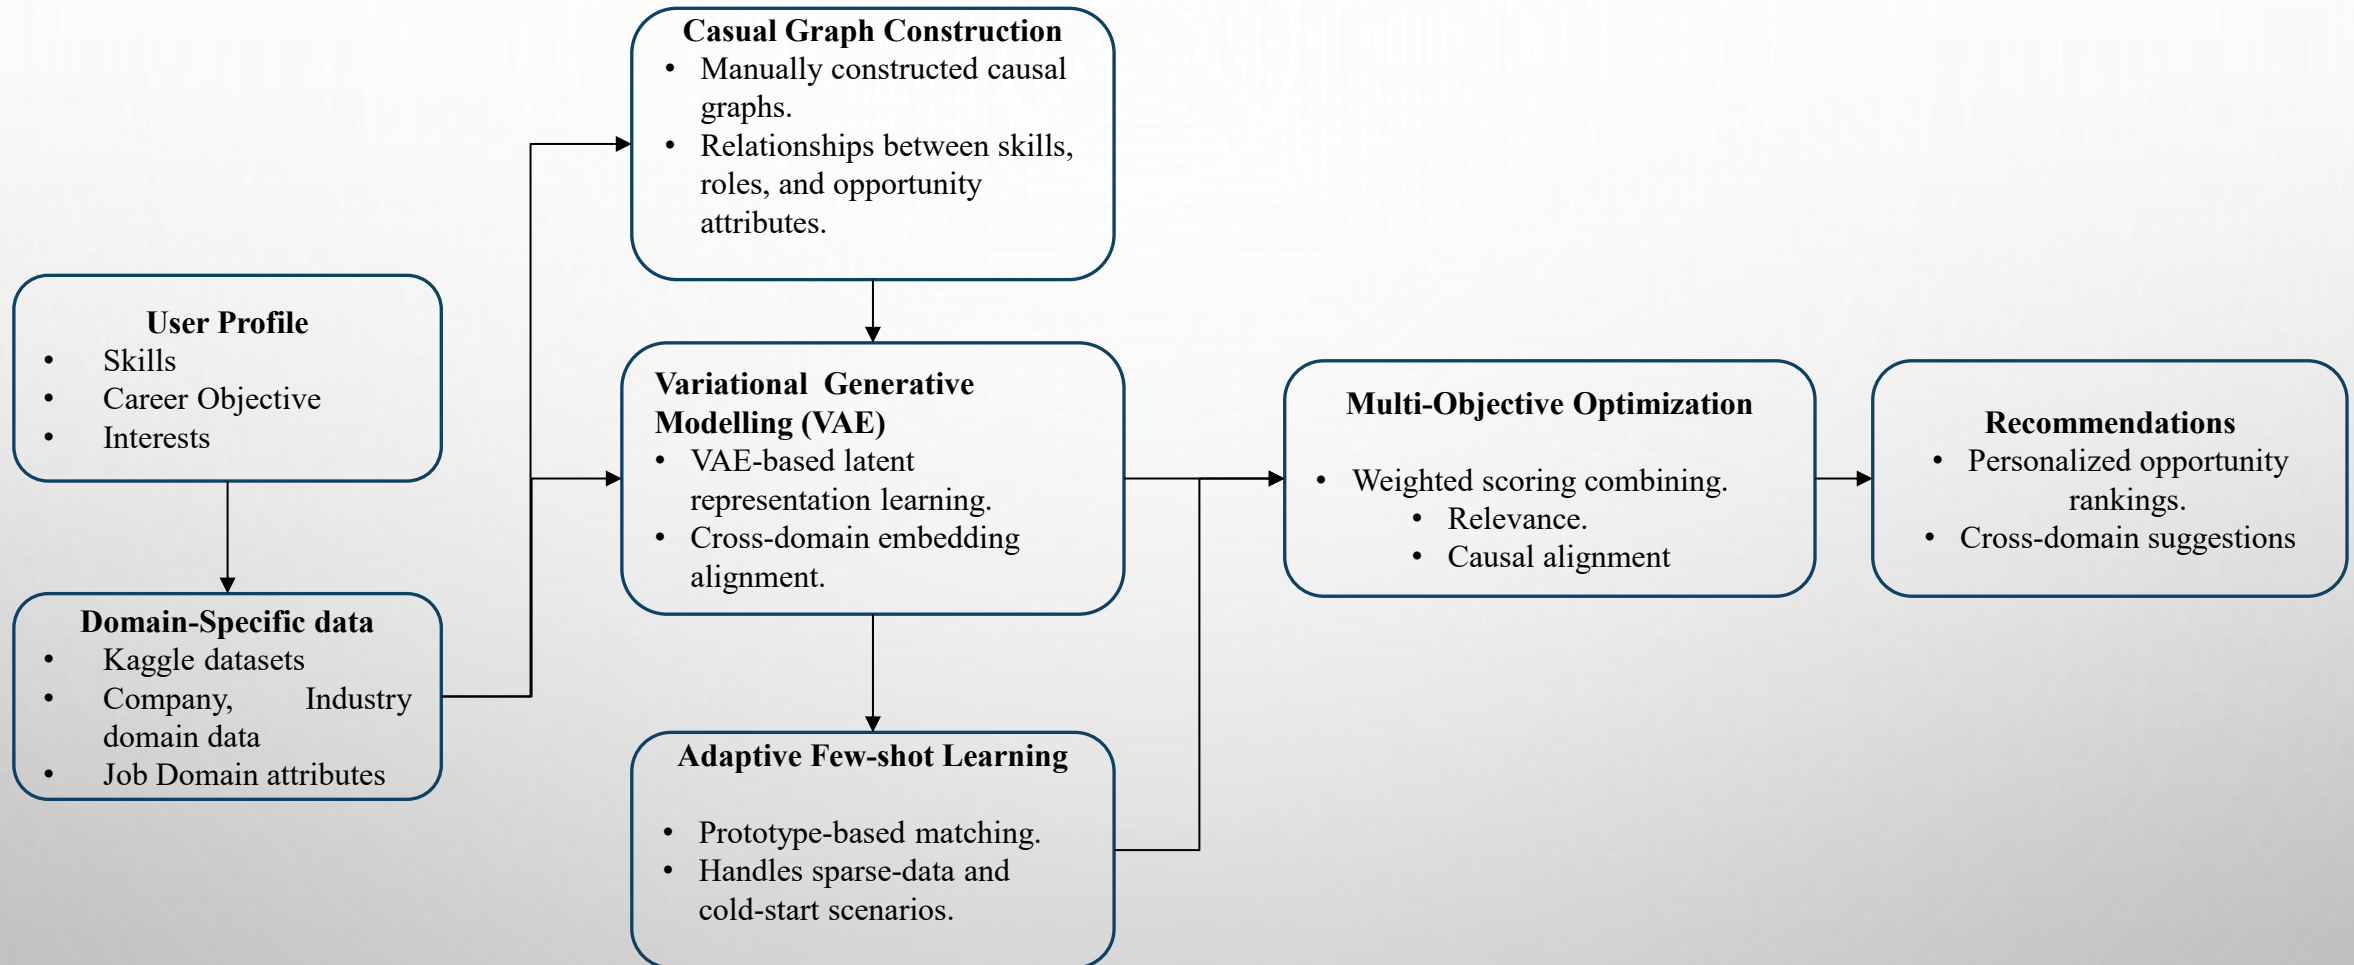 Casual Graph Construction
• Manually constructed causal
graphs.
• Relationships between skills,
roles, and opportunity
attributes.
User Profile
• Skills
• Career Objective
• Interests
Domain-Specific data
• Kaggle datasets
• Company, Industry
domain data
• Job Domain attributes
Variational Generative
Modelling (VAE)
• VAE-based latent
representation learning.
• Cross-domain embedding
alignment.
Adaptive Few-shot Learning
• Prototype-based matching.
• Handles sparse-data and
cold-start scenarios.
Multi-Objective Optimization
• Weighted scoring combining.
• Relevance.
• Causal alignment
Recommendations
• Personalized opportunity
rankings.
• Cross-domain suggestions